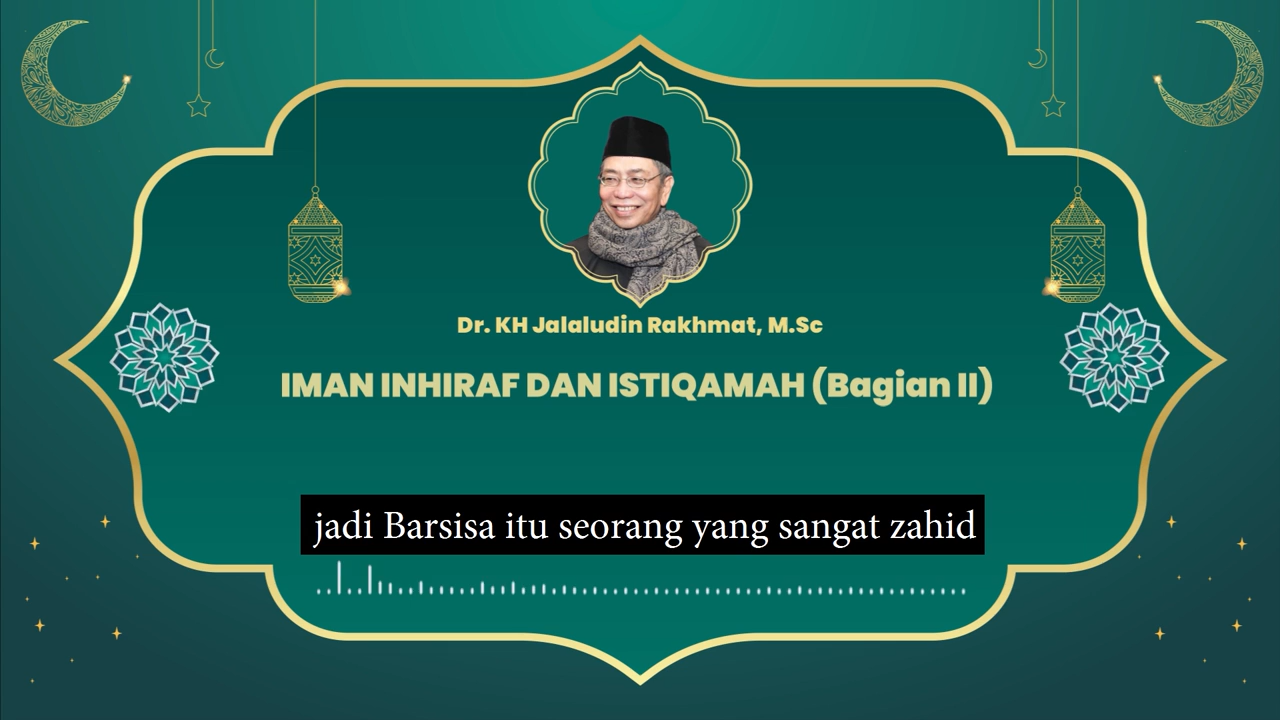 Dr. KH Jalaludin Rakhmat, M.Sc
IMAN INHIRAF DAN ISTIQAMAH (Bagian II)
jadi Barsisa itu seorang yang sangat zahid